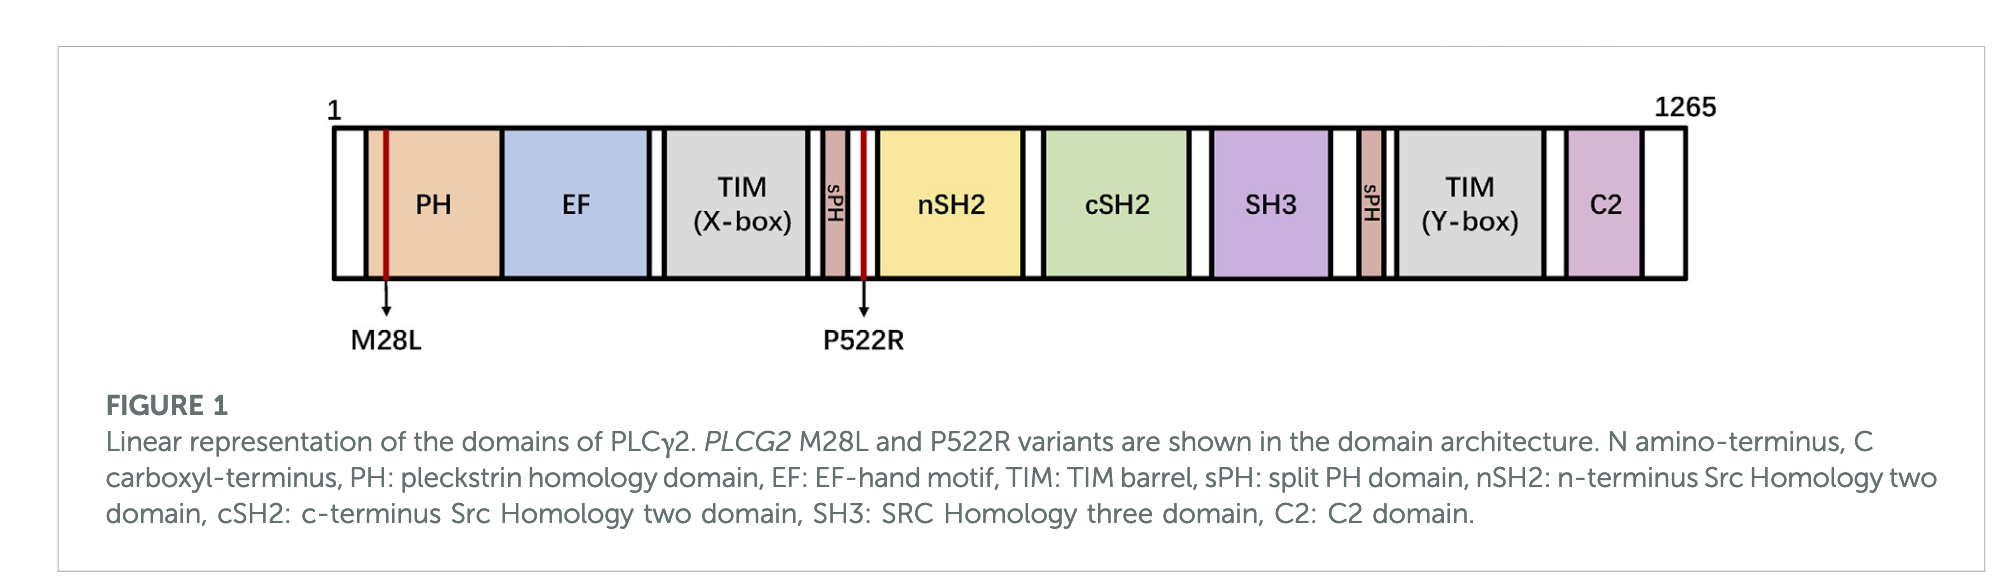 1 1265
PH EF TIM (X-box) sPH nSH2 cSH2 SH3 sPH TIM (Y-box) C2
M28L P522R
FIGURE 1
Linear representation of the domains of PLCγ2. PLCG2 M28L and P522R variants are shown in the domain architecture. N amino-terminus, C
carboxyl-terminus, PH: pleckstrin homology domain, EF: EF-hand motif, TIM: TIM barrel, sPH: split PH domain, nSH2: n-terminus Src Homology two
domain, cSH2: c-terminus Src Homology two domain, SH3: SRC Homology three domain, C2: C2 domain.